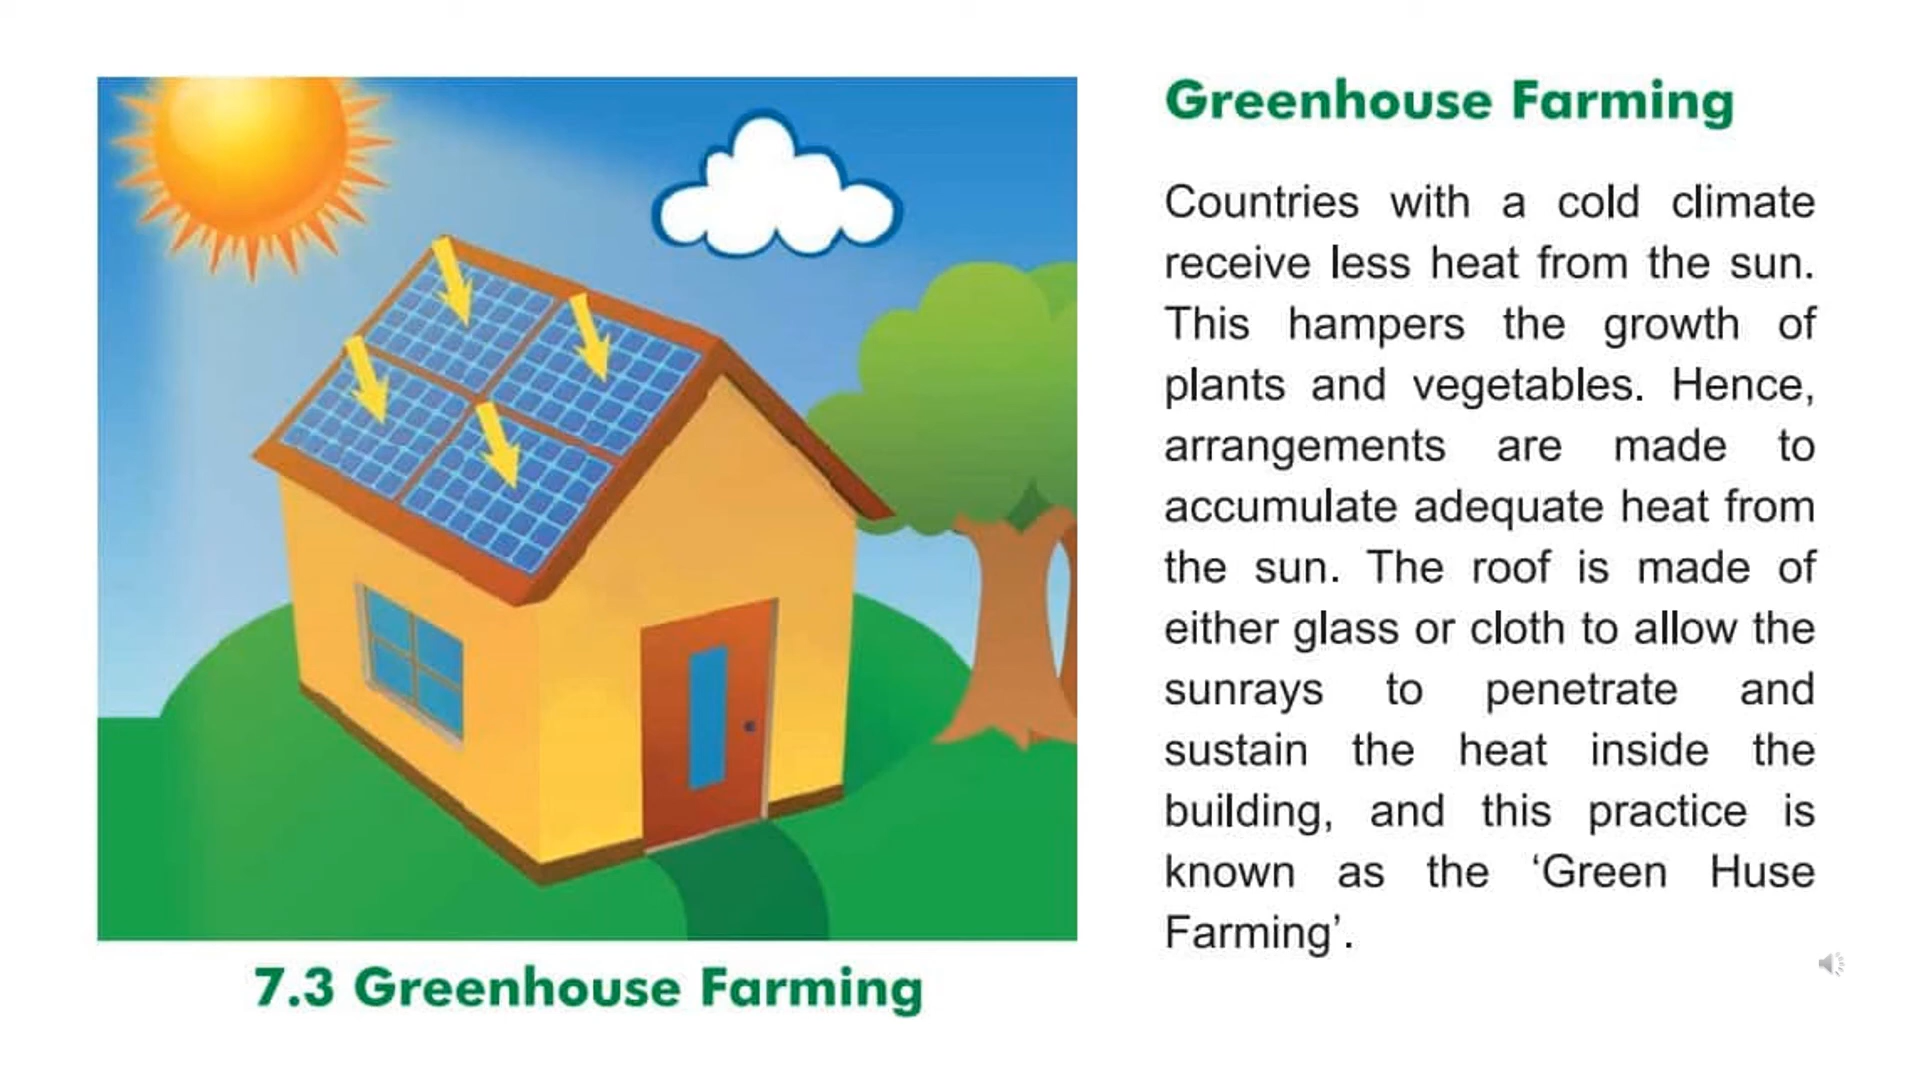 Greenhouse Farming
Countries with a cold climate
receive less heat from the sun.
This hampers the growth of
plants and vegetables. Hence,
arrangements are made to
accumulate adequate heat from
the sun. The roof is made of
either glass or cloth to allow the
sunrays to penetrate and
sustain the heat inside the
building, and this practice is
known as the ‘Green Huse
Farming’.
7.3 Greenhouse Farming